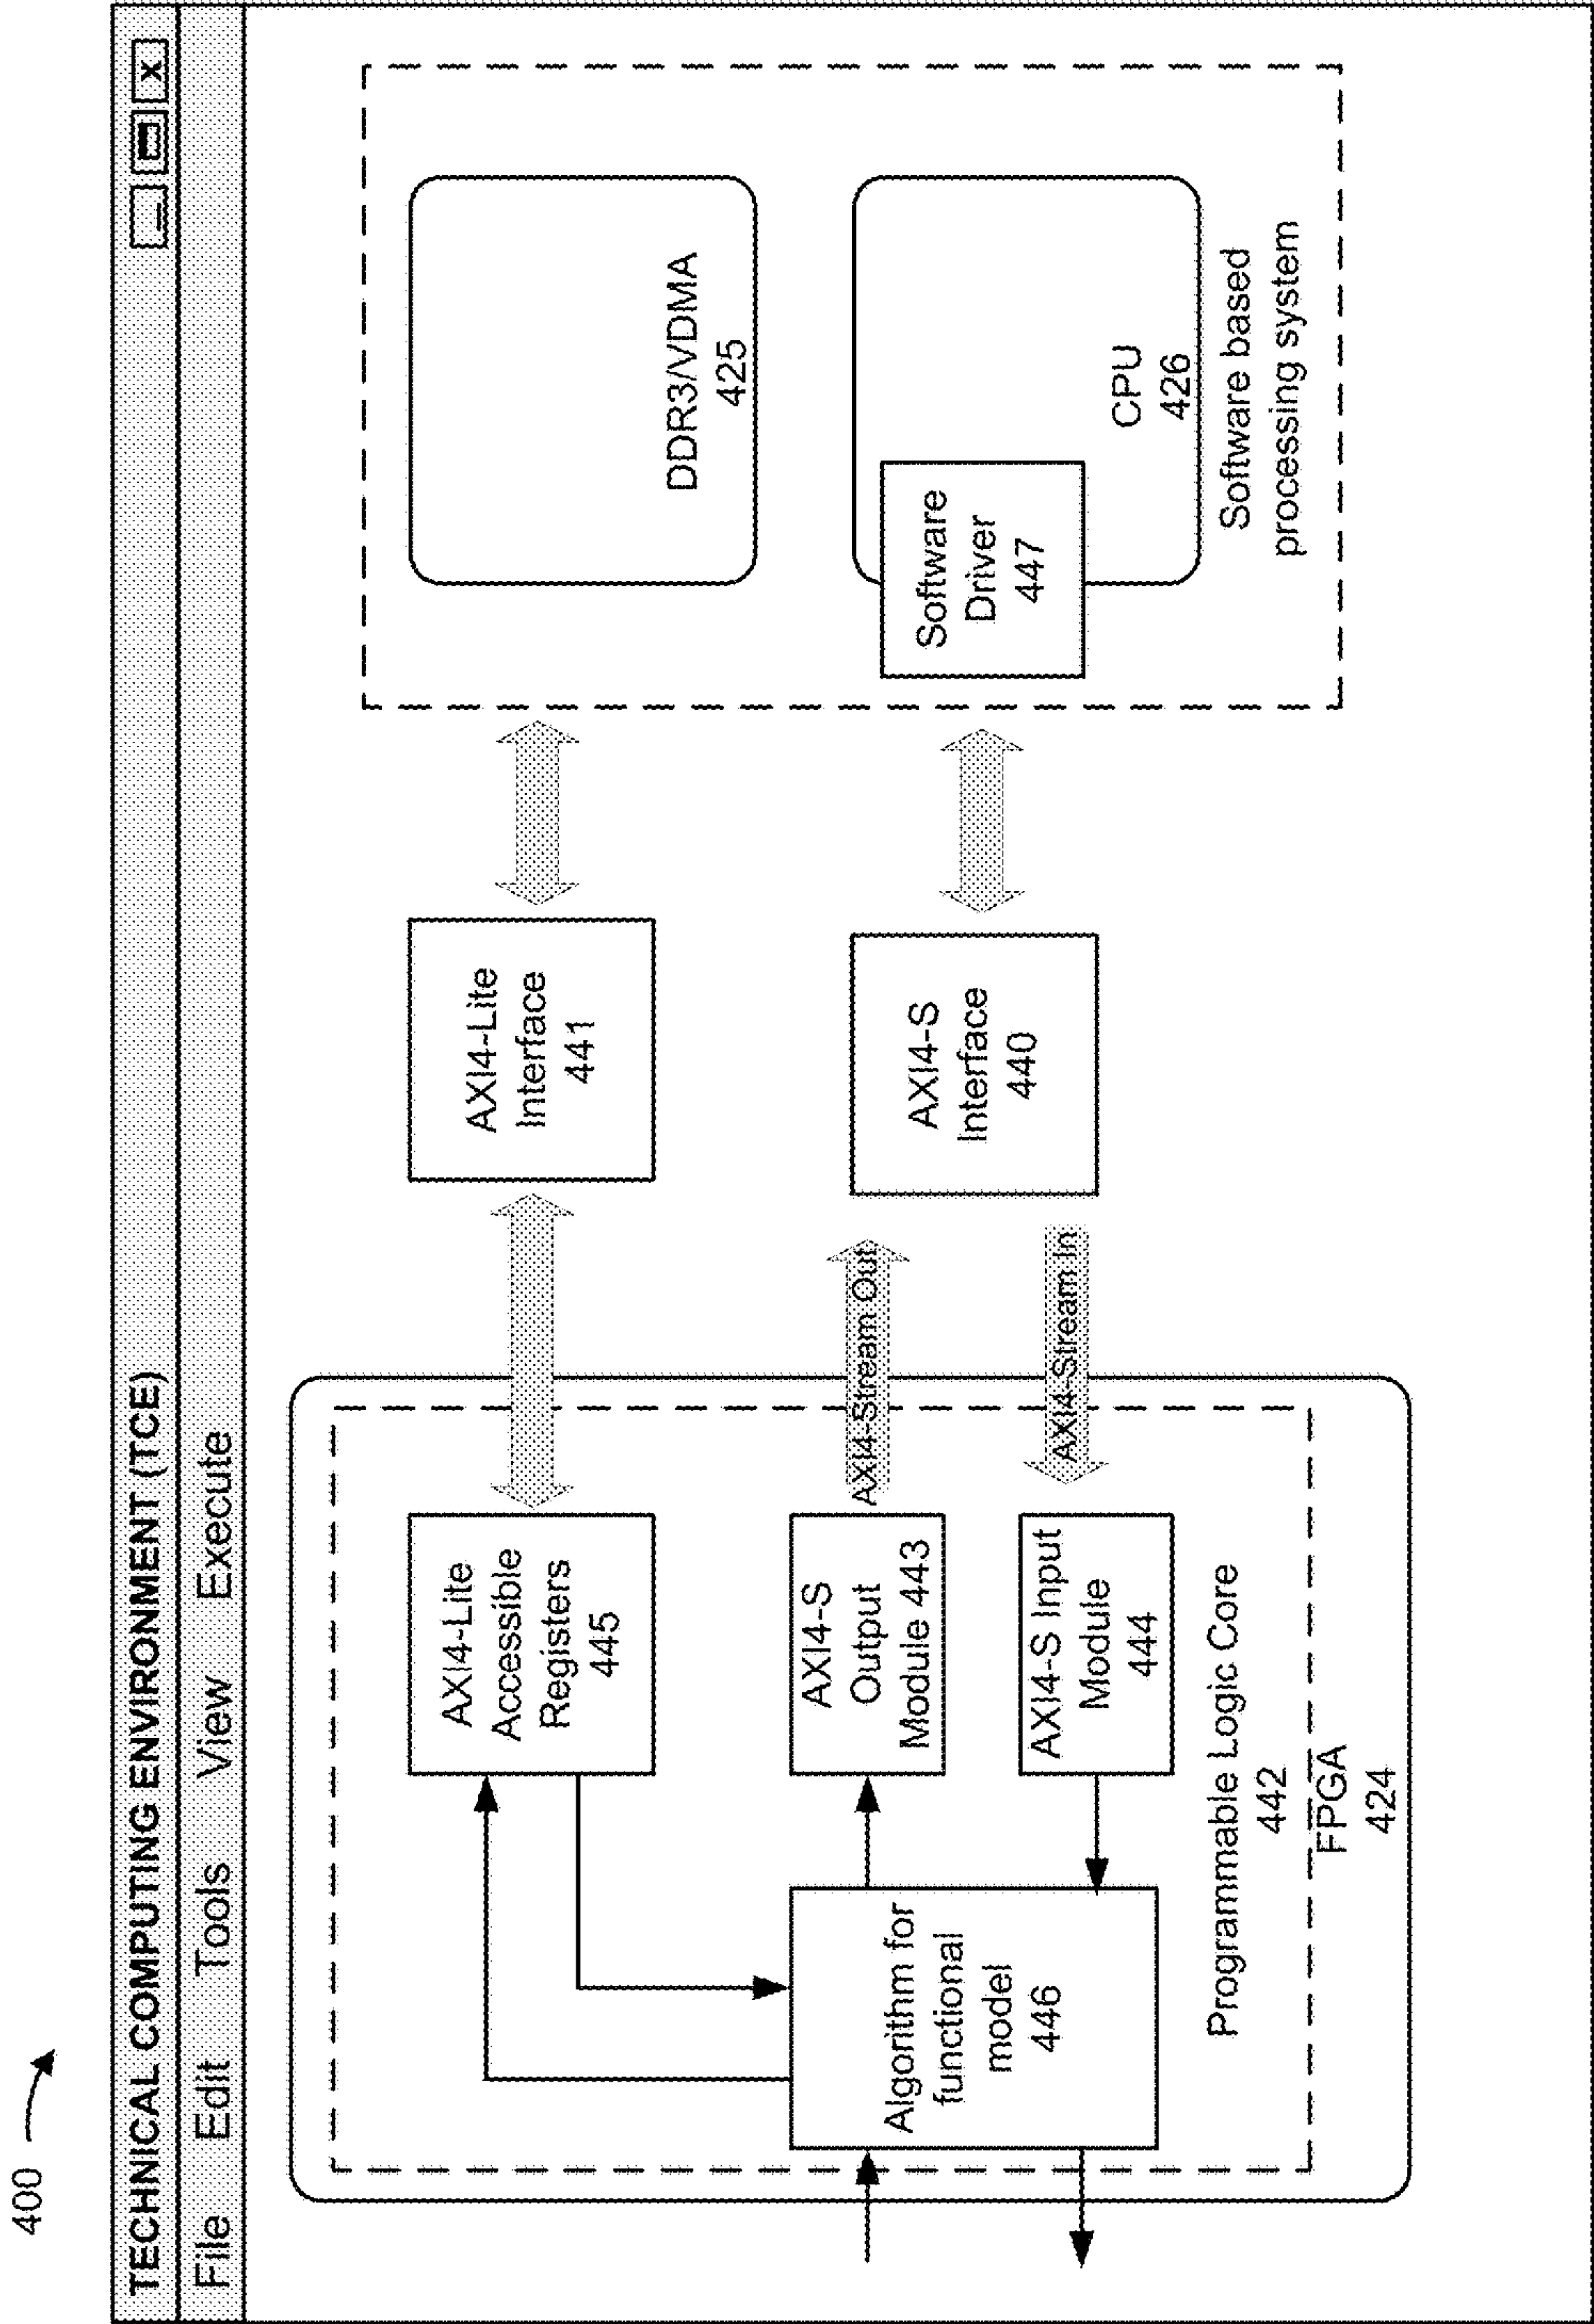 400
TECHNICAL COMPUTING ENVIRONMENT (TCE)
_ X
File Edit Tools View Execute
AXI4-Lite
Accessible
Registers
445
AXI4-Lite
Interface
441
DDR3/VDMA
425
Algorithm for
functional
model
446
AXI4-S
Output
Module 443
AXI4-Stream Out
AXI4-S Input
Module
444
AXI4-Stream In
AXI4-S
Interface
440
Software
Driver
447
CPU
426
Software based
processing system
Programmable Logic Core
442
FPGA
424